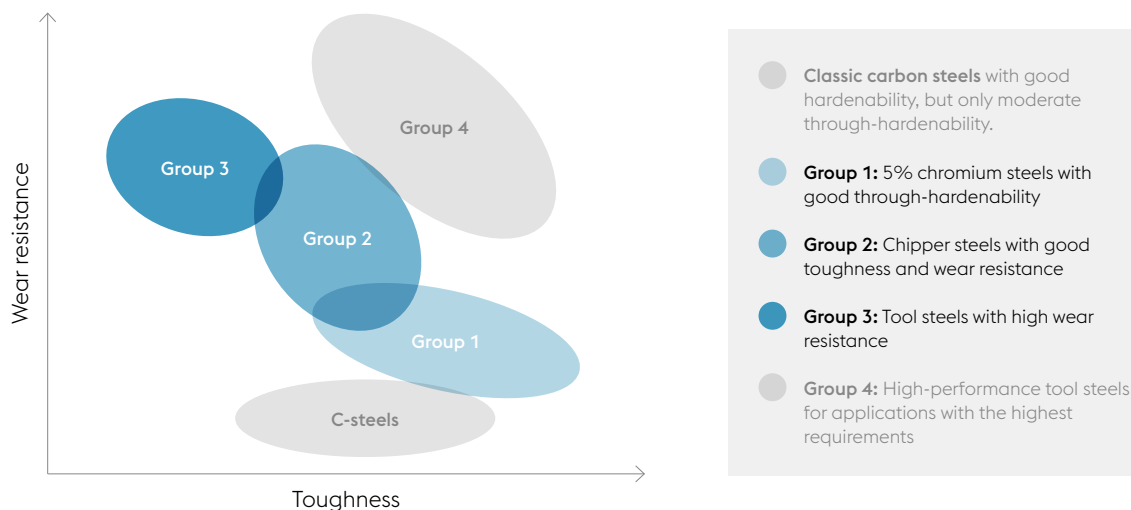 Wear resistance
Group 4
Group 3
Group 2
Group 1
C-steels
Toughness
Classic carbon steels with good
hardenability, but only moderate
through-hardenability.
Group 1: 5% chromium steels with
good through-hardenability
Group 2: Chipper steels with good
toughness and wear resistance
Group 3: Tool steels with high wear
resistance
Group 4: High-performance tool steels
for applications with the highest
requirements